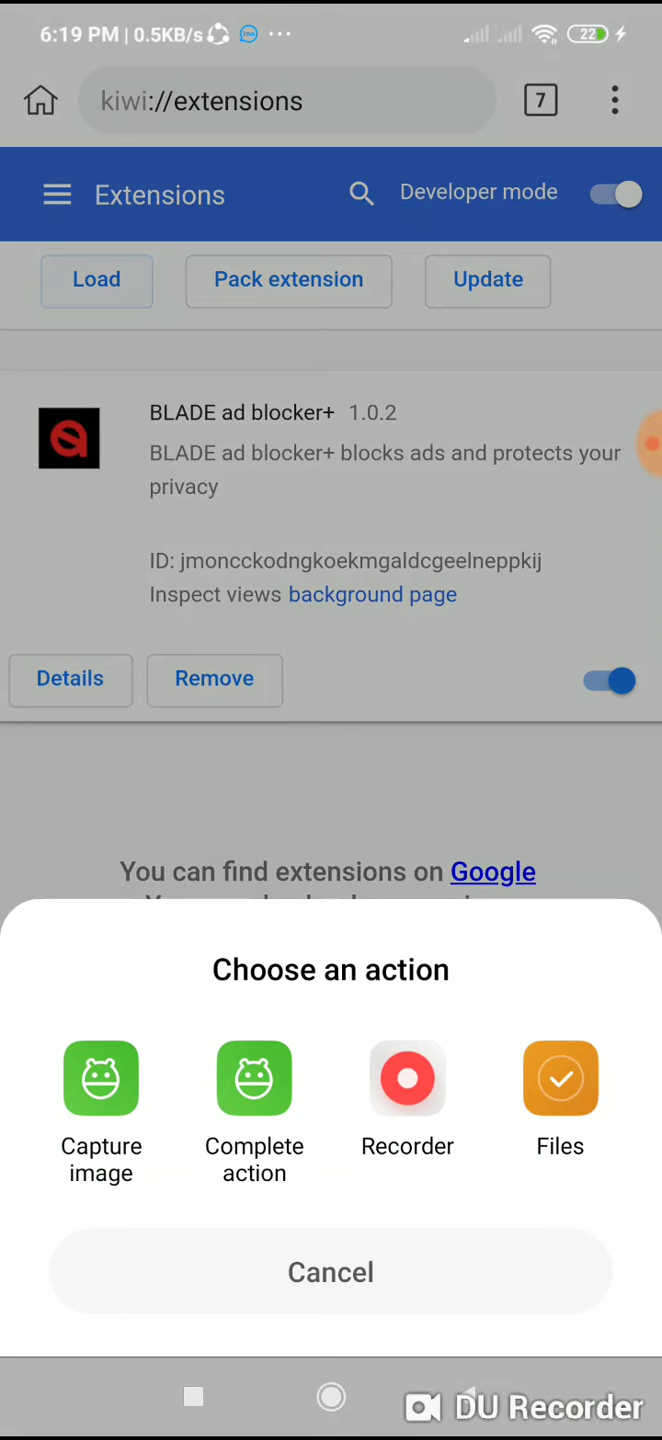 6:19 PM | 0.5KB/s
22
kiwi://extensions
7
Extensions
Developer mode
Load
Pack extension
Update
BLADE ad blocker+ 1.0.2
BLADE ad blocker+ blocks ads and protects your
privacy
ID: jmoncckodngkoekmgaldcgeelneppkij
Inspect views background page
Details
Remove
You can find extensions on Google
Choose an action
Capture
image
Complete
action
Recorder
Files
Cancel
DU Recorder